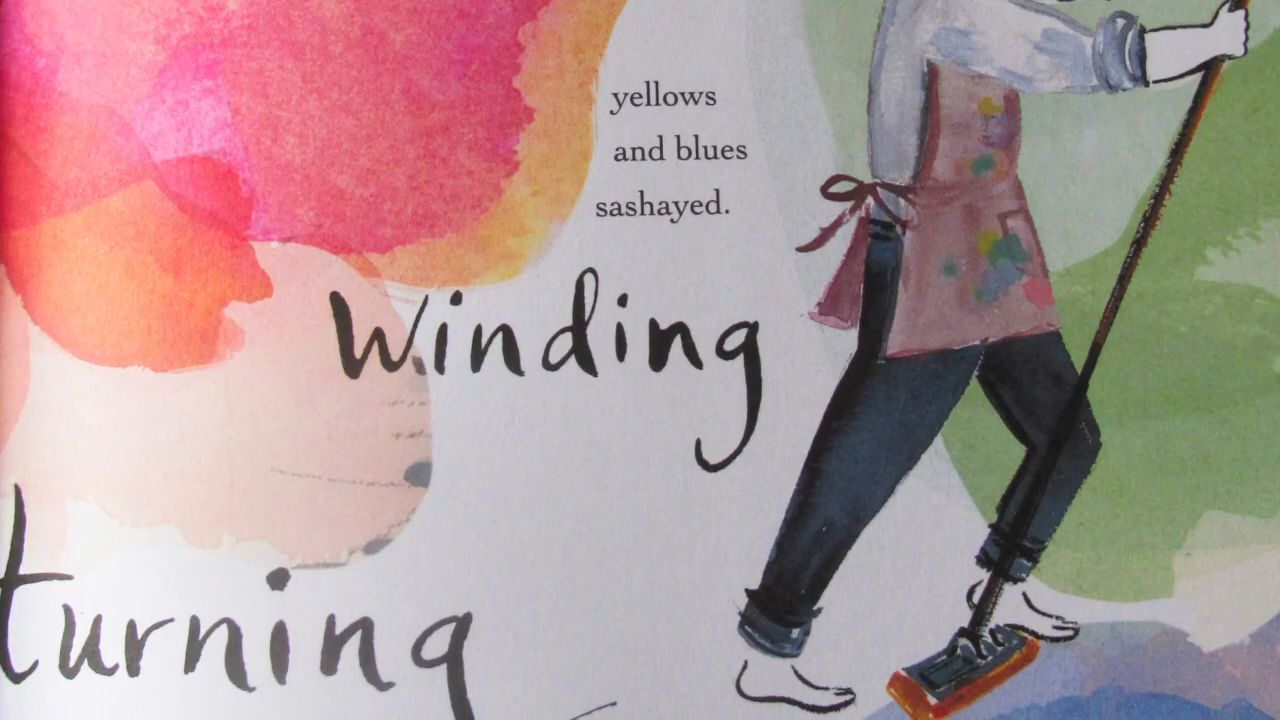 yellows
and blues
sashayed.
winding
turning